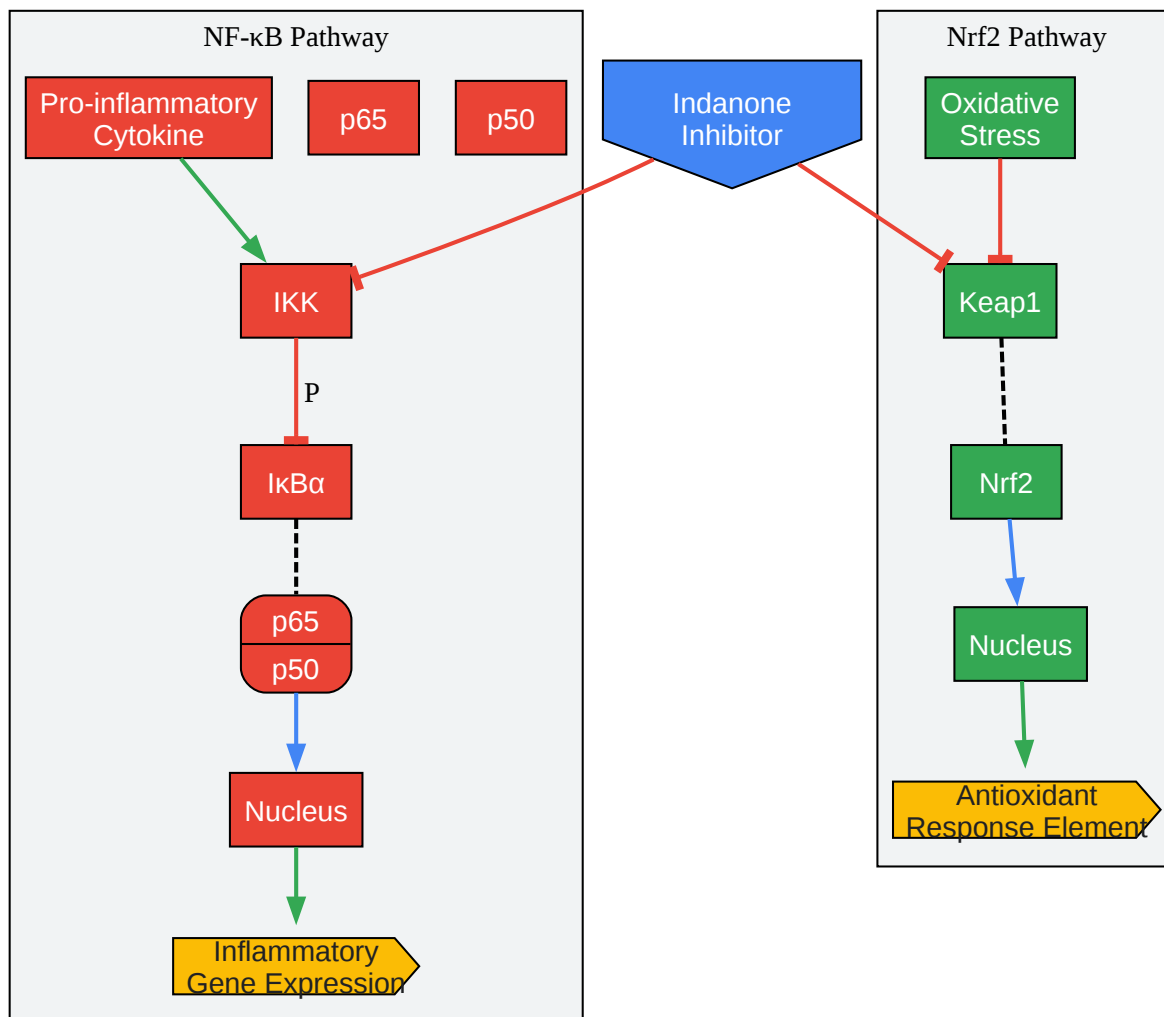 NF-κB Pathway
Pro-inflammatory
Cytokine
p65
p50
IKK
P
IκBα
p65
p50
Nucleus
Inflammatory
Gene Expression
Indanone
Inhibitor
Nrf2 Pathway
Oxidative
Stress
Keap1
Nrf2
Nucleus
Antioxidant
Response Element